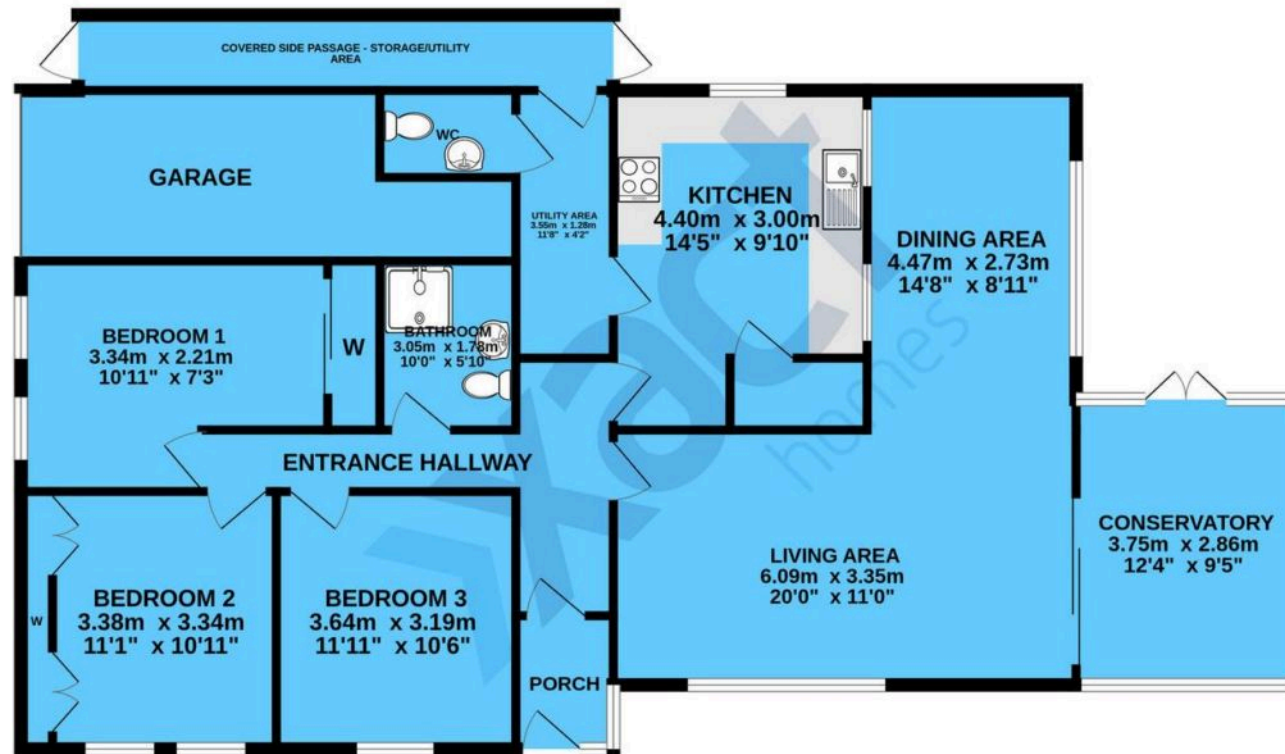 COVERED SIDE PASSAGE - STORAGE/UTILITY
AREA
WC
GARAGE
UTILITY AREA
3.55m x 1.28m
11'8" x 4'2"
KITCHEN
4.40m x 3.00m
14'5" x 9'10"
DINING AREA
4.47m x 2.73m
14'8" x 8'11"
BEDROOM 1
3.34m x 2.21m
10'11" x 7'3"
W
BATHROOM
3.05m x 1.78m
10'0" x 5'10"
ENTRANCE HALLWAY
LIVING AREA
6.09m x 3.35m
20'0" x 11'0"
CONSERVATORY
3.75m x 2.86m
12'4" x 9'5"
W
BEDROOM 2
3.38m x 3.34m
11'1" x 10'11"
BEDROOM 3
3.64m x 3.19m
11'11" x 10'6"
PORCH
xact
homes